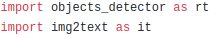 import objects_detector as rt
import img2text as it